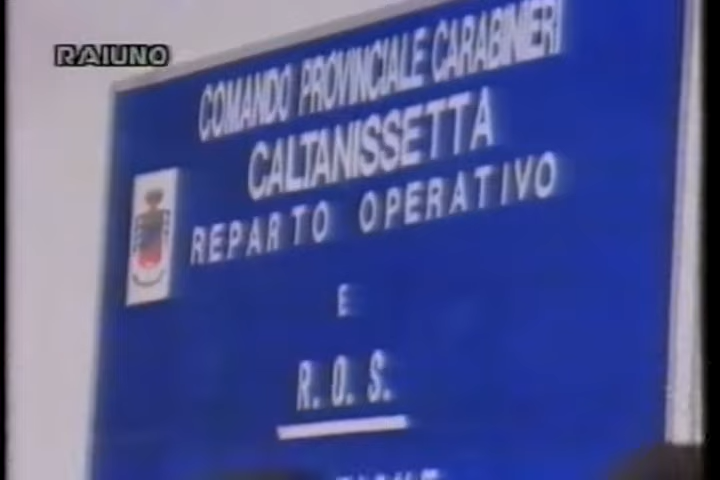 RAIUNO
COMANDO PROVINCIALE CARABINIERI
CALTANISSETTA
REPARTO OPERATIVO
E
R.O.S.